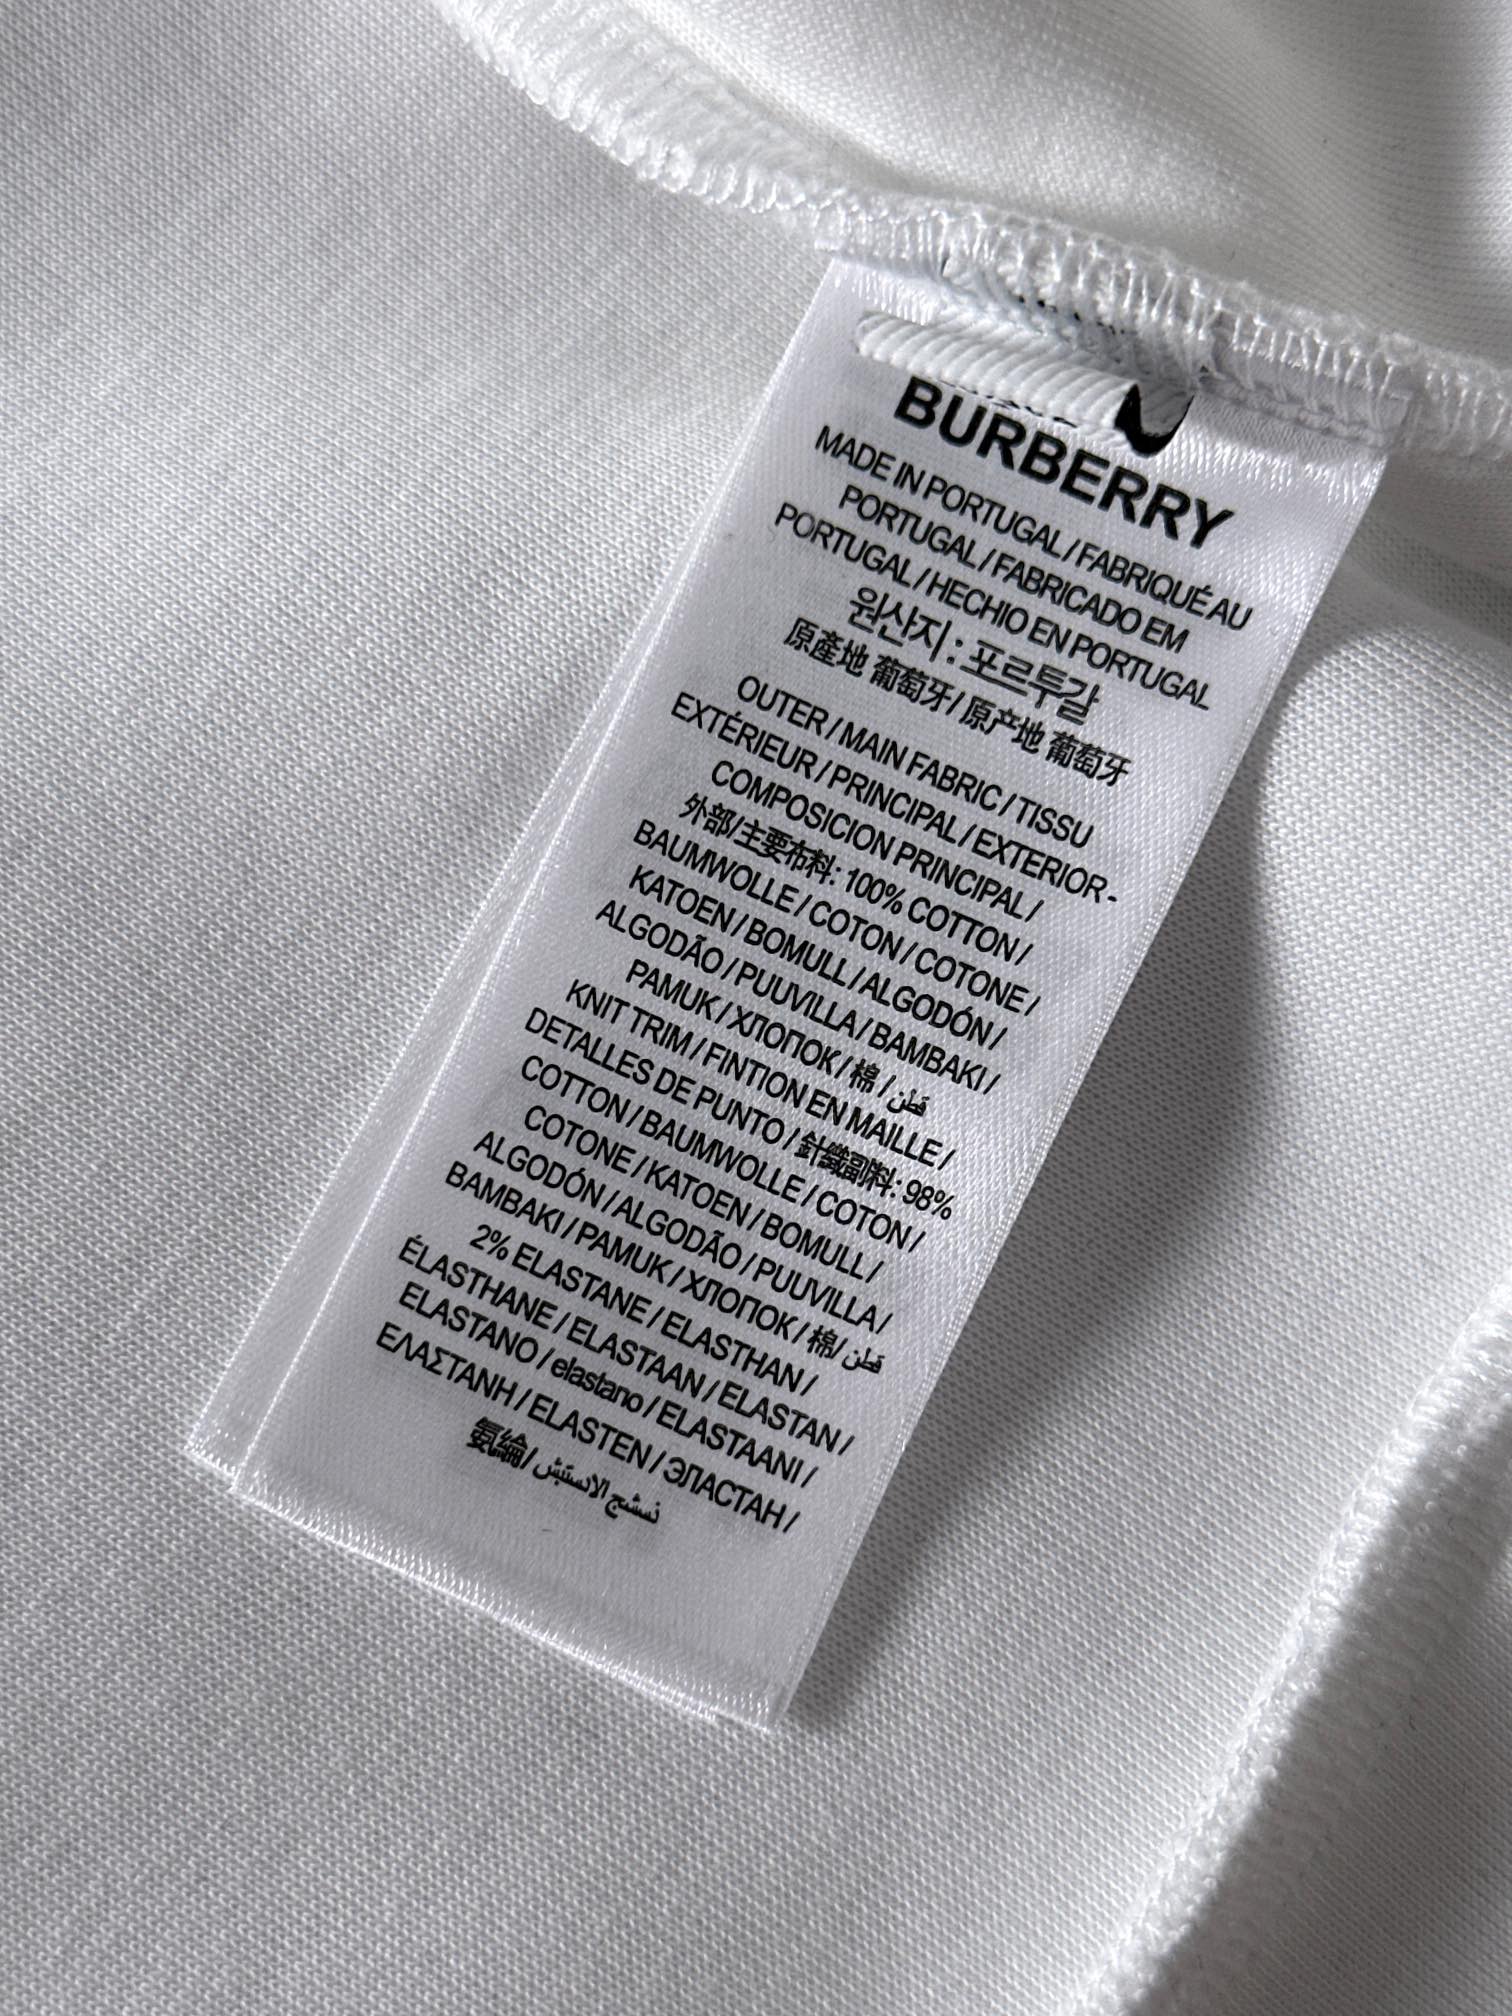 BURBERRY
MADE IN PORTUGAL / FABRIQUÉ AU
PORTUGAL / FABRICADO EM
PORTUGAL / HECHIO EN PORTUGAL
원산지 : 포르투갈
原產地 葡萄牙 / 原产地 葡萄牙
OUTER / MAIN FABRIC / TISSU
EXTÉRIEUR / PRINCIPAL / EXTERIOR-
COMPOSICION PRINCIPAL /
外部/主要布料: 100% COTTON /
BAUMWOLLE / COTON / COTONE /
KATOEN / BOMULL / ALGODÓN /
ALGODÃO / PUUVILLA / BAMBAKI /
PAMUK / ХЛОПОК / 棉 / قطن
KNIT TRIM / FINTION EN MAILLE /
DETALLES DE PUNTO / 針織副料: 98%
COTTON / BAUMWOLLE / COTON /
COTONE / KATOEN / BOMULL /
ALGODÓN / ALGODÃO / PUUVILLA /
BAMBAKI / PAMUK / ХЛОПОК / 棉/ قطن
2% ELASTANE / ELASTHAN /
ÉLASTHANE / ELASTAAN / ELASTAN /
ELASTANO / elastano / ELASTAANI /
ΕΛΑΣΤΑΝΗ / ELASTEN / ЭЛАСТАН /
氨綸/ نسشج الانستبش